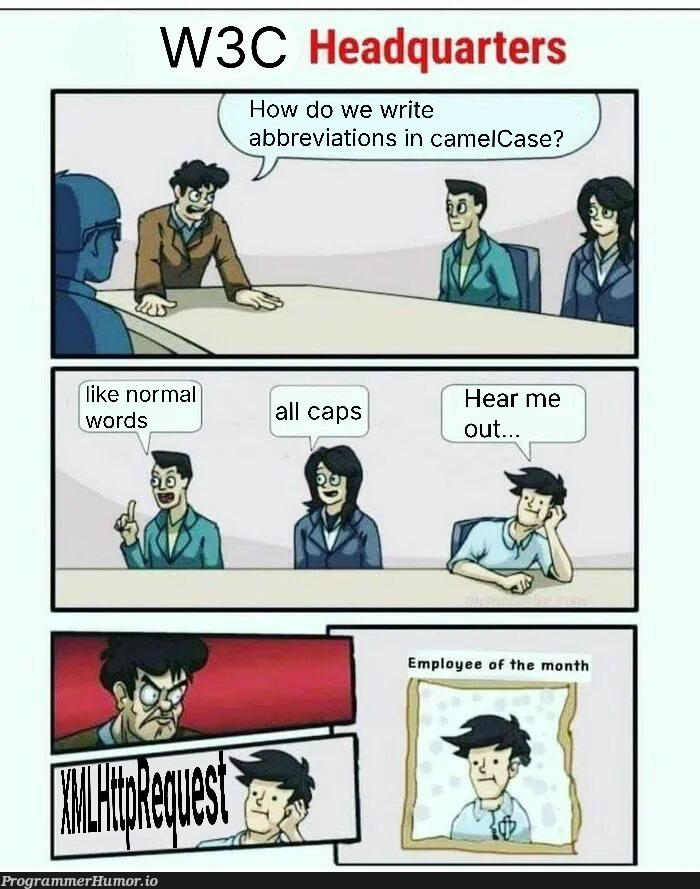 W3C Headquarters
How do we write
abbreviations in camelCase?
like normal
words
all caps
Hear me
out...
XMLHttpRequest
Employee of the month
ProgrammerHumor.io